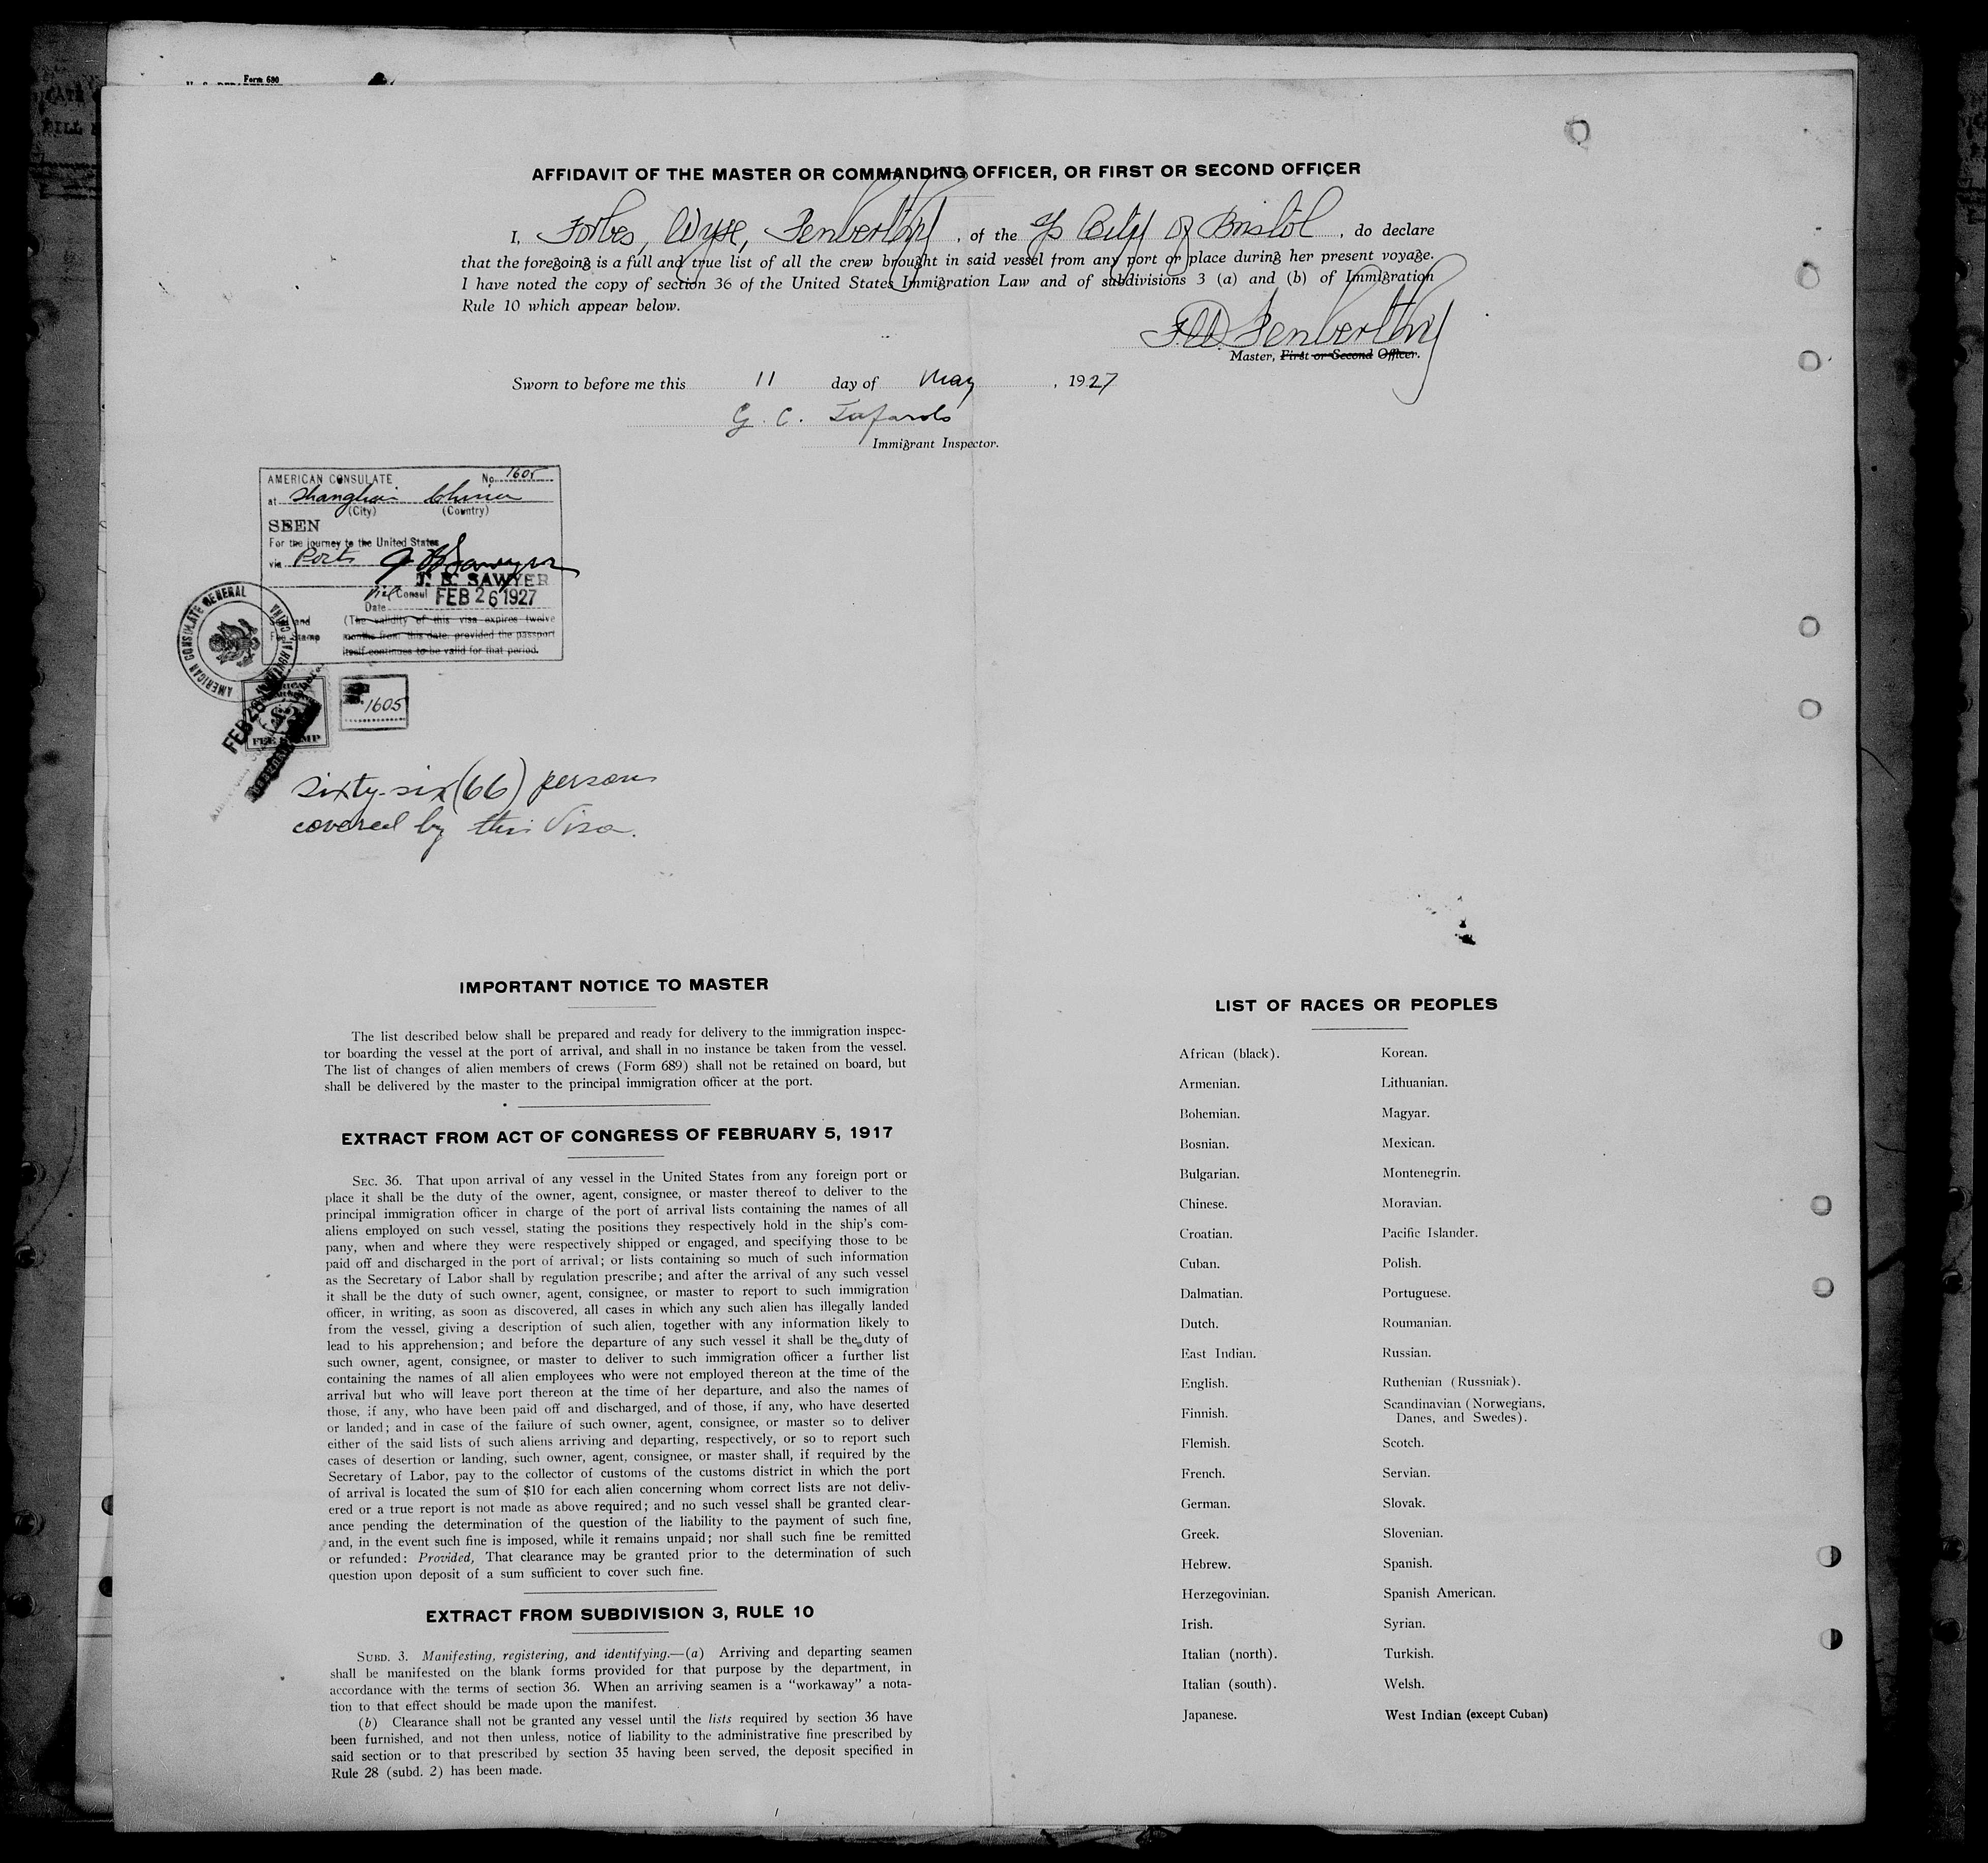 Form 680
AFFIDAVIT OF THE MASTER OR COMMANDING OFFICER, OR FIRST OR SECOND OFFICER
I, Forbes, Wyse, Penberthy, of the S/S City of Bristol, do declare
that the foregoing is a full and true list of all the crew brought in said vessel from any port or place during her present voyage.
I have noted the copy of section 36 of the United States Immigration Law and of subdivisions 3 (a) and (b) of Immigration
Rule 10 which appear below.
F.W. Penberthy
Master, First or Second Officer.
Sworn to before me this 11 day of May, 1927
G. C.
Immigrant Inspector.
AMERICAN CONSULATE No. 1605
at Shanghai China
(City) (Country)
SEEN
For the journey to the United States
via Ports
J. B. SAWYER
Vice Consul
Date FEB 26 1927
Seal and
Fee Stamp
(The validity of this visa expires twelve
months from this date, provided the passport
itself continues to be valid for that period.
AMERICAN CONSULATE GENERAL
SHANGHAI CHINA
FEB 26
FEE STAMP
1605
sixty-six (66) persons
covered by this Visa.
IMPORTANT NOTICE TO MASTER
The list described below shall be prepared and ready for delivery to the immigration inspec-
tor boarding the vessel at the port of arrival, and shall in no instance be taken from the vessel.
The list of changes of alien members of crews (Form 689) shall not be retained on board, but
shall be delivered by the master to the principal immigration officer at the port.
EXTRACT FROM ACT OF CONGRESS OF FEBRUARY 5, 1917
SEC. 36. That upon arrival of any vessel in the United States from any foreign port or
place it shall be the duty of the owner, agent, consignee, or master thereof to deliver to the
principal immigration officer in charge of the port of arrival lists containing the names of all
aliens employed on such vessel, stating the positions they respectively hold in the ship's com-
pany, when and where they were respectively shipped or engaged, and specifying those to be
paid off and discharged in the port of arrival; or lists containing so much of such information
as the Secretary of Labor shall by regulation prescribe; and after the arrival of any such vessel
it shall be the duty of such owner, agent, consignee, or master to report to such immigration
officer, in writing, as soon as discovered, all cases in which any such alien has illegally landed
from the vessel, giving a description of such alien, together with any information likely to
lead to his apprehension; and before the departure of any such vessel it shall be the duty of
such owner, agent, consignee, or master to deliver to such immigration officer a further list
containing the names of all alien employees who were not employed thereon at the time of the
arrival but who will leave port thereon at the time of her departure, and also the names of
those, if any, who have been paid off and discharged, and of those, if any, who have deserted
or landed; and in case of the failure of such owner, agent, consignee, or master so to deliver
either of the said lists of such aliens arriving and departing, respectively, or so to report such
cases of desertion or landing, such owner, agent, consignee, or master shall, if required by the
Secretary of Labor, pay to the collector of customs of the customs district in which the port
of arrival is located the sum of $10 for each alien concerning whom correct lists are not deliv-
ered or a true report is not made as above required; and no such vessel shall be granted clear-
ance pending the determination of the question of the liability to the payment of such fine,
and, in the event such fine is imposed, while it remains unpaid; nor shall such fine be remitted
or refunded: Provided, That clearance may be granted prior to the determination of such
question upon deposit of a sum sufficient to cover such fine.
EXTRACT FROM SUBDIVISION 3, RULE 10
SUBD. 3. Manifesting, registering, and identifying.—(a) Arriving and departing seamen
shall be manifested on the blank forms provided for that purpose by the department, in
accordance with the terms of section 36. When an arriving seamen is a "workaway" a nota-
tion to that effect should be made upon the manifest.
(b) Clearance shall not be granted any vessel until the lists required by section 36 have
been furnished, and not then unless, notice of liability to the administrative fine prescribed by
said section or to that prescribed by section 35 having been served, the deposit specified in
Rule 28 (subd. 2) has been made.
LIST OF RACES OR PEOPLES
African (black). Korean.
Armenian. Lithuanian.
Bohemian. Magyar.
Bosnian. Mexican.
Bulgarian. Montenegrin.
Chinese. Moravian.
Croatian. Pacific Islander.
Cuban. Polish.
Dalmatian. Portuguese.
Dutch. Roumanian.
East Indian. Russian.
English. Ruthenian (Russniak).
Finnish. Scandinavian (Norwegians,
Danes, and Swedes).
Flemish. Scotch.
French. Servian.
German. Slovak.
Greek. Slovenian.
Hebrew. Spanish.
Herzegovinian. Spanish American.
Irish. Syrian.
Italian (north). Turkish.
Italian (south). Welsh.
Japanese. West Indian (except Cuban)